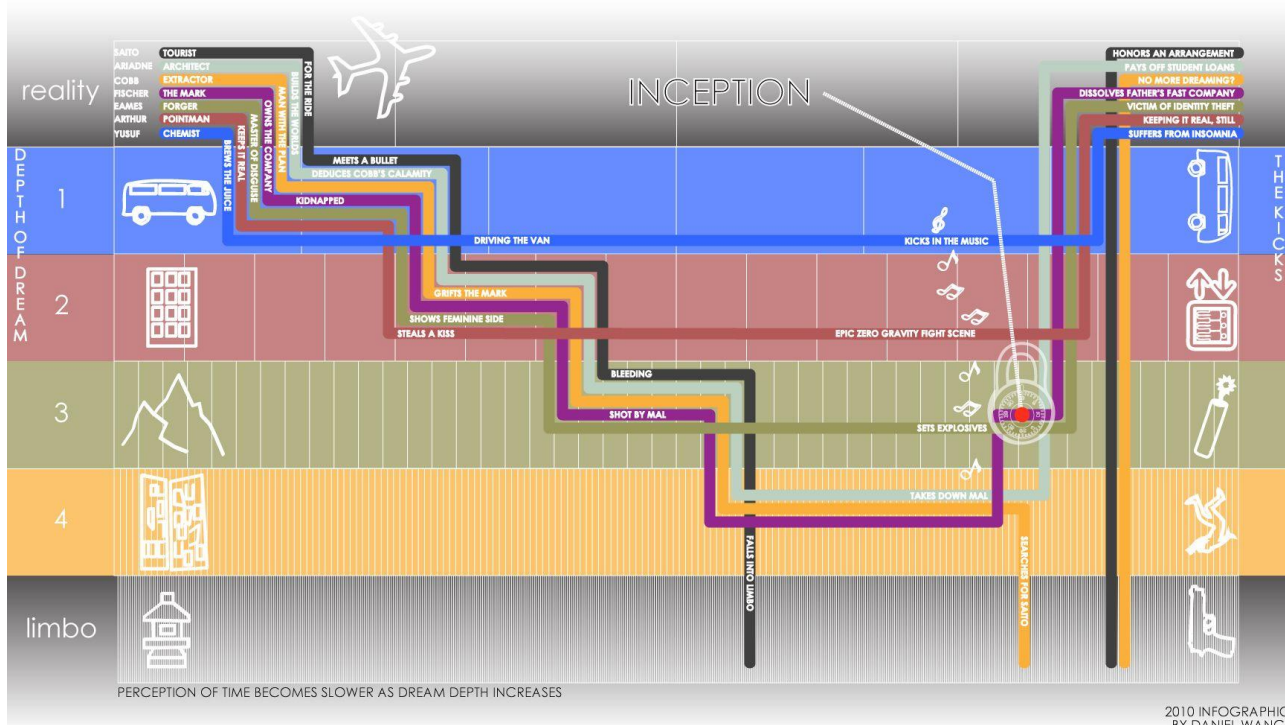 INCEPTION
reality
SAITO TOURIST
ARIADNE ARCHITECT
COBB EXTRACTOR
FISCHER THE MARK
EAMES FORGER
ARTHUR POINTMAN
YUSUF CHEMIST
FOR THE RIDE
BUILDS THE WORLDS
MAN WITH THE PLAN
OWNS THE COMPANY
MASTER OF DISGUISE
KEEPS IT REAL
BREWS THE JUICE
HONORS AN ARRANGEMENT
PAYS OFF STUDENT LOANS
NO MORE DREAMING?
DISSOLVES FATHER'S FAST COMPANY
VICTIM OF IDENTITY THEFT
KEEPING IT REAL, STILL
SUFFERS FROM INSOMNIA
DEPTH OF DREAM
THE KICKS
1
MEETS A BULLET
DEDUCES COBB'S CALAMITY
KIDNAPPED
DRIVING THE VAN
KICKS IN THE MUSIC
2
GRIFTS THE MARK
SHOWS FEMININE SIDE
STEALS A KISS
EPIC ZERO GRAVITY FIGHT SCENE
3
BLEEDING
SHOT BY MAL
SETS EXPLOSIVES
4
TAKES DOWN MAL
FALLS INTO LIMBO
SEARCHES FOR SAITO
limbo
PERCEPTION OF TIME BECOMES SLOWER AS DREAM DEPTH INCREASES
2010 INFOGRAPHIC
BY DANIEL WANG